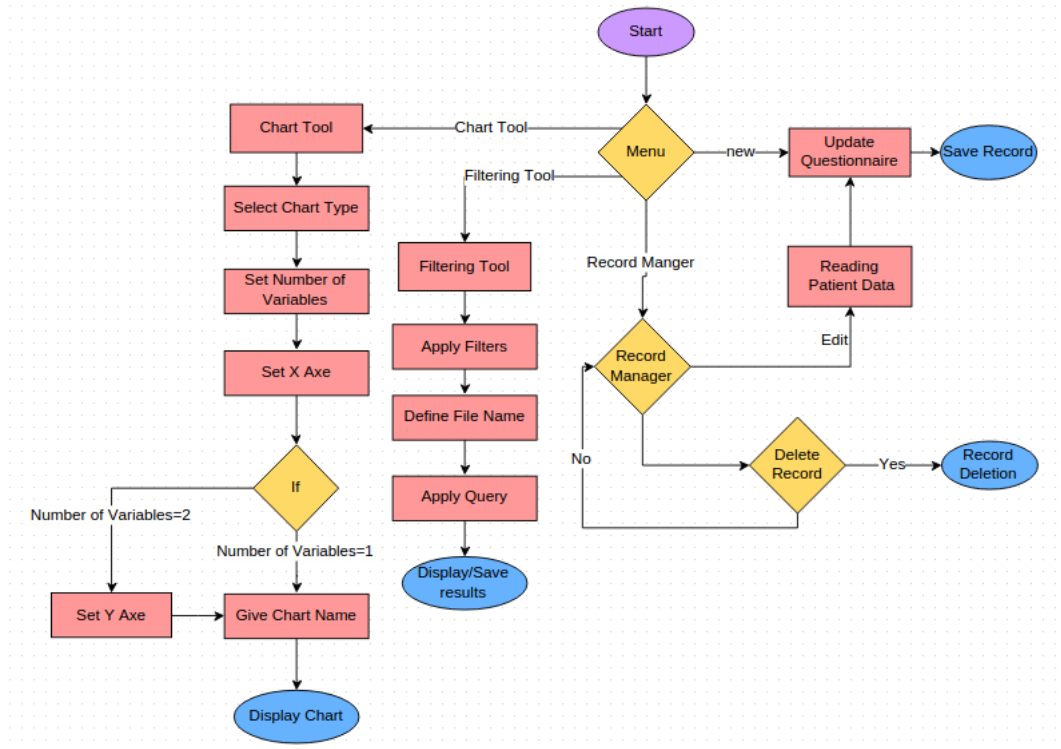 Start
Menu
Chart Tool
Chart Tool
new
Update
Questionnaire
Save Record
Filtering Tool
Select Chart Type
Record Manger
Filtering Tool
Reading
Patient Data
Set Number of
Variables
Edit
Apply Filters
Record
Manager
Set X Axe
Define File Name
No
Delete
Record
Yes
Record
Deletion
If
Apply Query
Number of Variables=2
Number of Variables=1
Display/Save
results
Set Y Axe
Give Chart Name
Display Chart